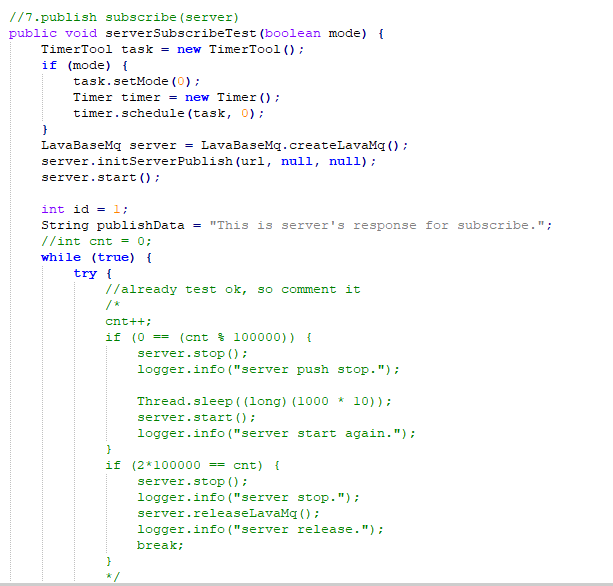 //7.publish subscribe(server)
public void serverSubscribeTest(boolean mode) {
    TimerTool task = new TimerTool();
    if (mode) {
        task.setMode(0);
        Timer timer = new Timer();
        timer.schedule(task, 0);
    }
    LavaBaseMq server = LavaBaseMq.createLavaMq();
    server.initServerPublish(url, null, null);
    server.start();

    int id = 1;
    String publishData = "This is server's response for subscribe.";
    //int cnt = 0;
    while (true) {
        try {
            //already test ok, so comment it
            /*
            cnt++;
            if (0 == (cnt % 100000)) {
                server.stop();
                logger.info("server push stop.");

                Thread.sleep((long)(1000 * 10));
                server.start();
                logger.info("server start again.");
            }
            if (2*100000 == cnt) {
                server.stop();
                logger.info("server stop.");
                server.releaseLavaMq();
                logger.info("server release.");
                break;
            }
            */